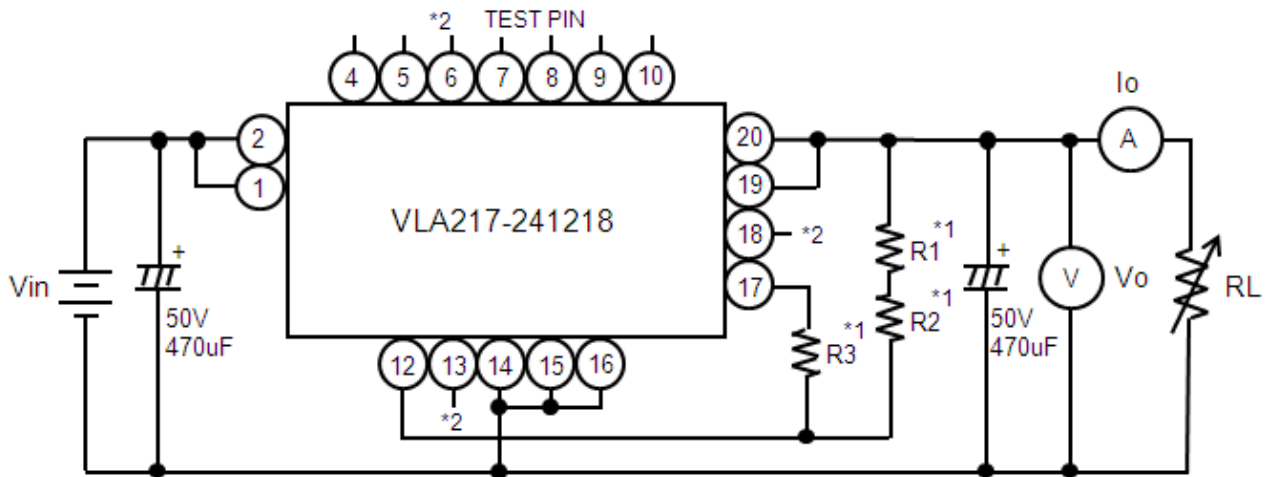 *2 TEST PIN
4 5 6 7 8 9 10
Io
2
20
A
1
19
VLA217-241218
18 *2
*1
R1
+
+
17
Vin
V
Vo
RL
*1
R2
50V
470uF
50V
470uF
*1
R3
12 13 14 15 16
*2